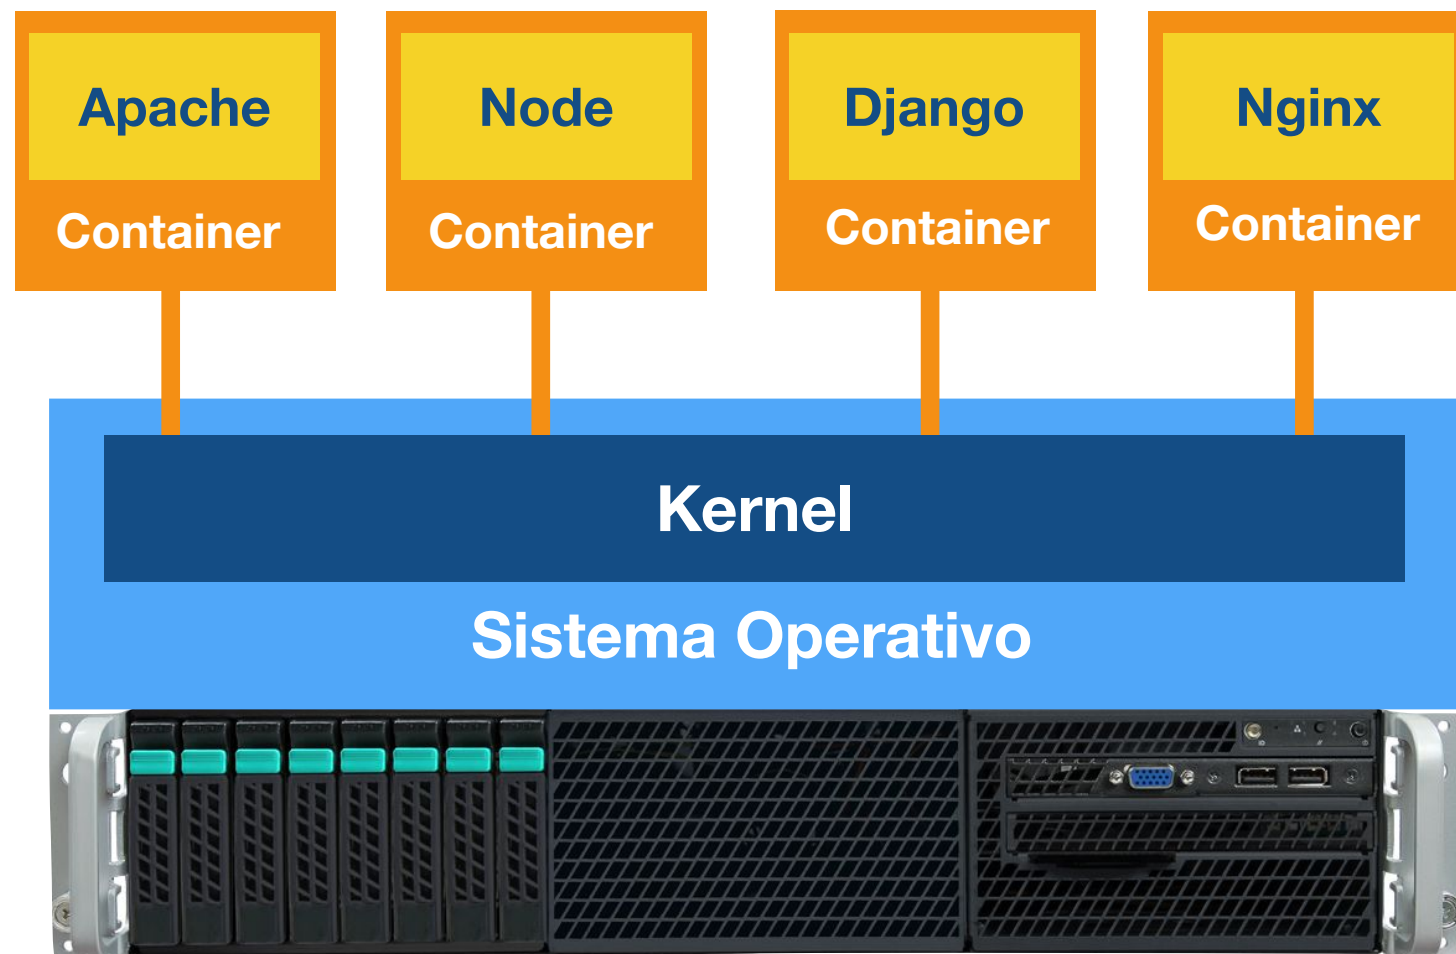 Apache
Node
Django
Nginx
Container
Container
Container
Container
Kernel
Sistema Operativo